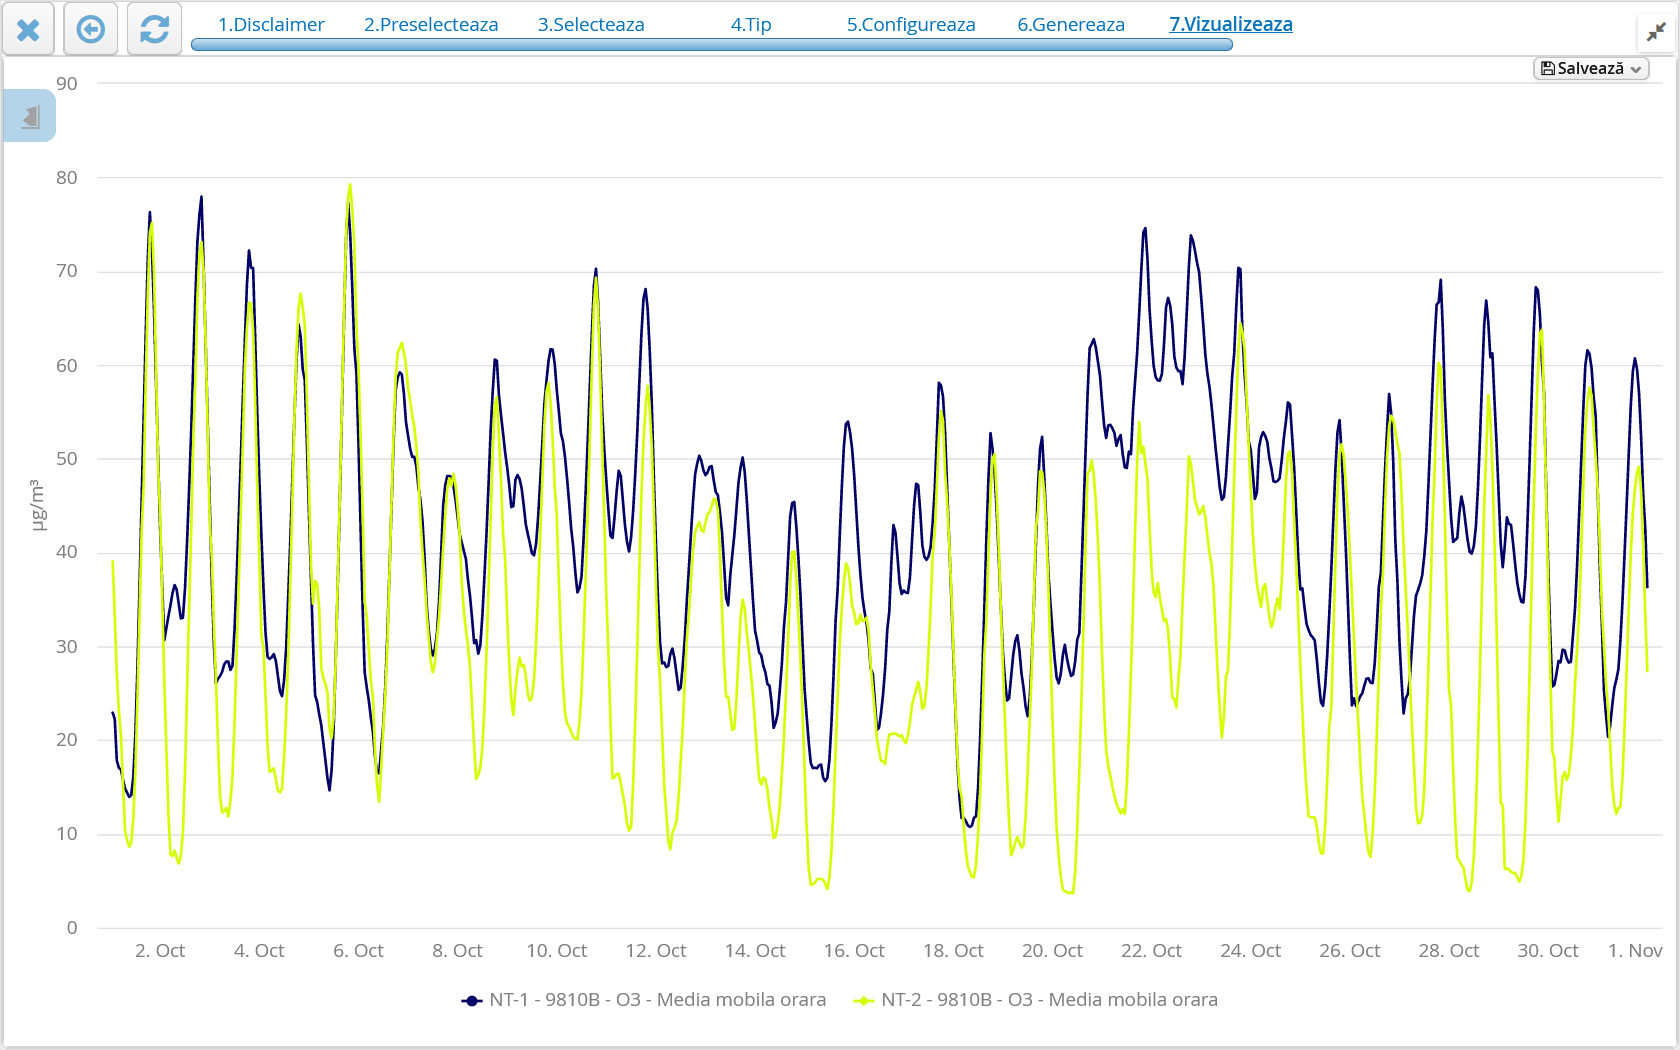 1.Disclaimer 2.Preselecteaza 3.Selecteaza 4.Tip 5.Configureaza 6.Genereaza 7.Vizualizeaza
Salvează
90
80
70
60
50
40
30
20
10
0
µg/m³
2. Oct 4. Oct 6. Oct 8. Oct 10. Oct 12. Oct 14. Oct 16. Oct 18. Oct 20. Oct 22. Oct 24. Oct 26. Oct 28. Oct 30. Oct 1. Nov
NT-1 - 9810B - O3 - Media mobila orara NT-2 - 9810B - O3 - Media mobila orara